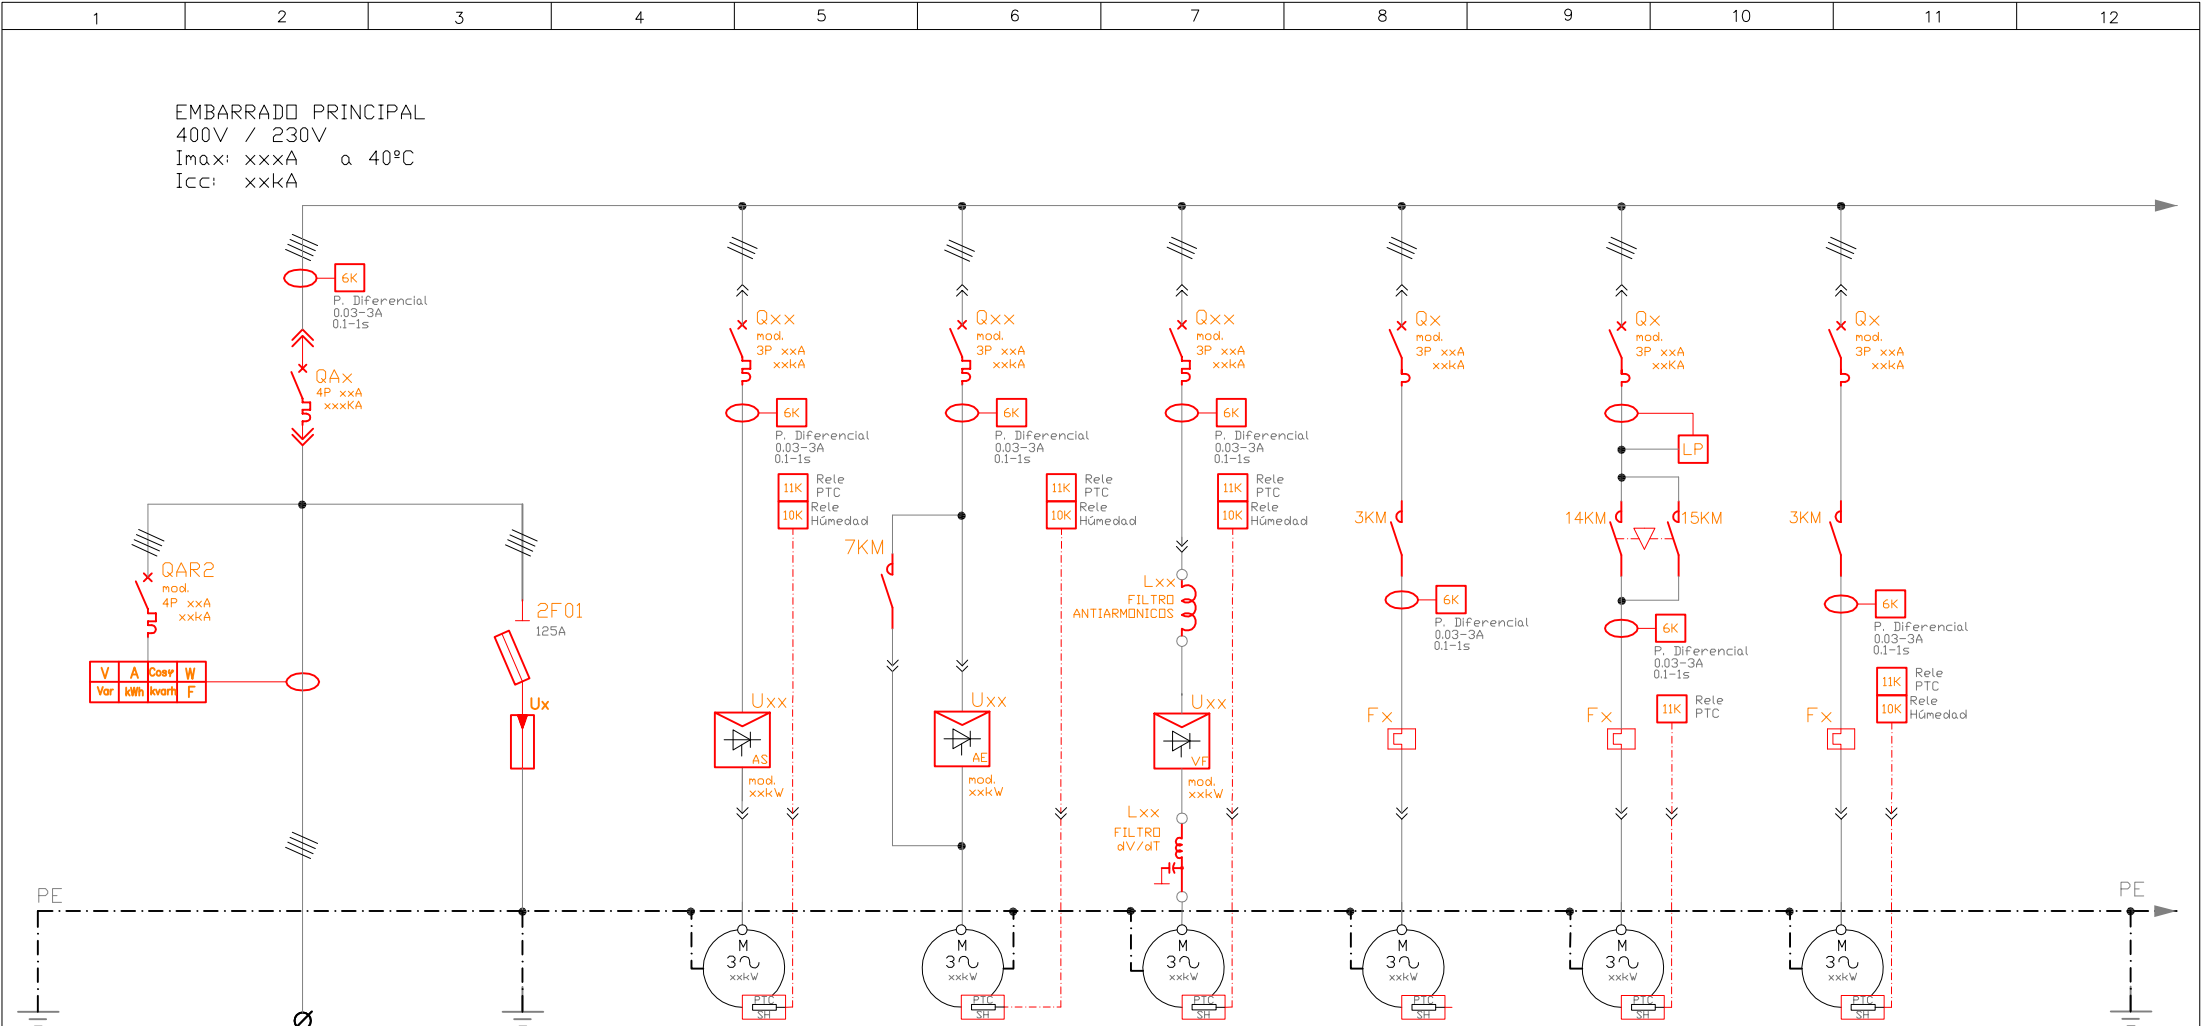 1 2 3 4 5 6 7 8 9 10 11 12
EMBARRADO PRINCIPAL
400V / 230V
Imax: xxxA a 40ºC
Icc: xxkA
6K
P. Diferencial
0.03-3A
0.1-1s
QAx
4P xxA
xxxKA
QAR2
mod.
4P xxA
xxkA
V A Cosφ W
Var kWh kvarh F
2F01
125A
Ux
Qxx
mod.
3P xxA
xxkA
6K
P. Diferencial
0.03-3A
0.1-1s
11K
Rele
PTC
10K
Rele
Húmedad
Uxx
AS
mod.
xxkW
Qxx
mod.
3P xxA
xxkA
6K
P. Diferencial
0.03-3A
0.1-1s
11K
Rele
PTC
10K
Rele
Húmedad
7KM
Uxx
AE
mod.
xxkW
Qxx
mod.
3P xxA
xxkA
6K
P. Diferencial
0.03-3A
0.1-1s
11K
Rele
PTC
10K
Rele
Húmedad
Lxx
FILTRO
ANTIARMONICOS
Uxx
VF
mod.
xxkW
Lxx
FILTRO
dV/dT
Qx
mod.
3P xxA
xxkA
3KM
6K
P. Diferencial
0.03-3A
0.1-1s
Fx
Qx
mod.
3P xxA
xxKA
LP
14KM
15KM
6K
P. Diferencial
0.03-3A
0.1-1s
11K
Rele
PTC
Fx
Qx
mod.
3P xxA
xxkA
3KM
6K
P. Diferencial
0.03-3A
0.1-1s
11K
Rele
PTC
10K
Rele
Húmedad
Fx
PE
PE
M
3
xxkW
PTC
SH
M
3
xxkW
PTC
SH
M
3
xxkW
PTC
SH
M
3
xxkW
PTC
SH
M
3
xxkW
PTC
SH
M
3
xxkW
PTC
SH